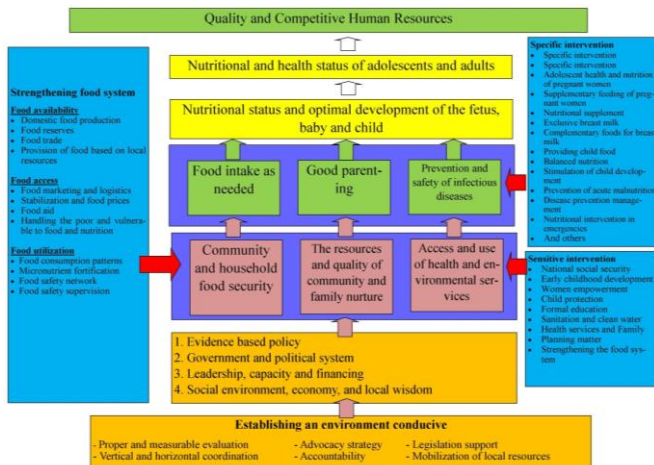 Quality and Competitive Human Resources
Nutritional and health status of adolescents and adults
Nutritional status and optimal development of the fetus,
baby and child
Strengthening food system
Food availability
• Domestic food production
• Food reserves
• Food trade
• Provision of food based on local
resources
Food access
• Food marketing and logistics
• Stabilization and food prices
• Food aid
• Handling the poor and vulnera-
ble to food and nutrition
Food utilization
• Food consumption patterns
• Micronutrient fortification
• Food safety network
• Food safety supervision
Food intake as
needed
Good parent-
ing
Prevention and
safety of infectious
diseases
Community
and household
food security
The resources
and quality of
community and
family nurture
Access and use
of health and en-
vironmental ser-
vices
Specific intervention
• Specific intervention
• Specific intervention
• Adolescent health and nutrition
of pregnant women
• Supplementary feeding of preg-
nant women
• Nutritional supplement
• Exclusive breast milk
• Complementary foods for breast
milk
• Providing child food
• Balanced nutrition
• Stimulation of child develop-
ment
• Prevention of acute malnutrition
• Disease prevention manage-
ment
• Nutritional intervention in
emergencies
• And others
Sensitive intervention
• National social security
• Early childhood development
• Women empowerment
• Child protection
• Formal education
• Sanitation and clean water
• Health services and Family
• Planning matter
• Strengthening the food sys-
tem
1. Evidence based policy
2. Government and political system
3. Leadership, capacity and financing
4. Social environment, economy, and local wisdom
Establishing an environment conducive
- Proper and measurable evaluation - Advocacy strategy - Legislation support
- Vertical and horizontal coordination - Accountability - Mobilization of local resources